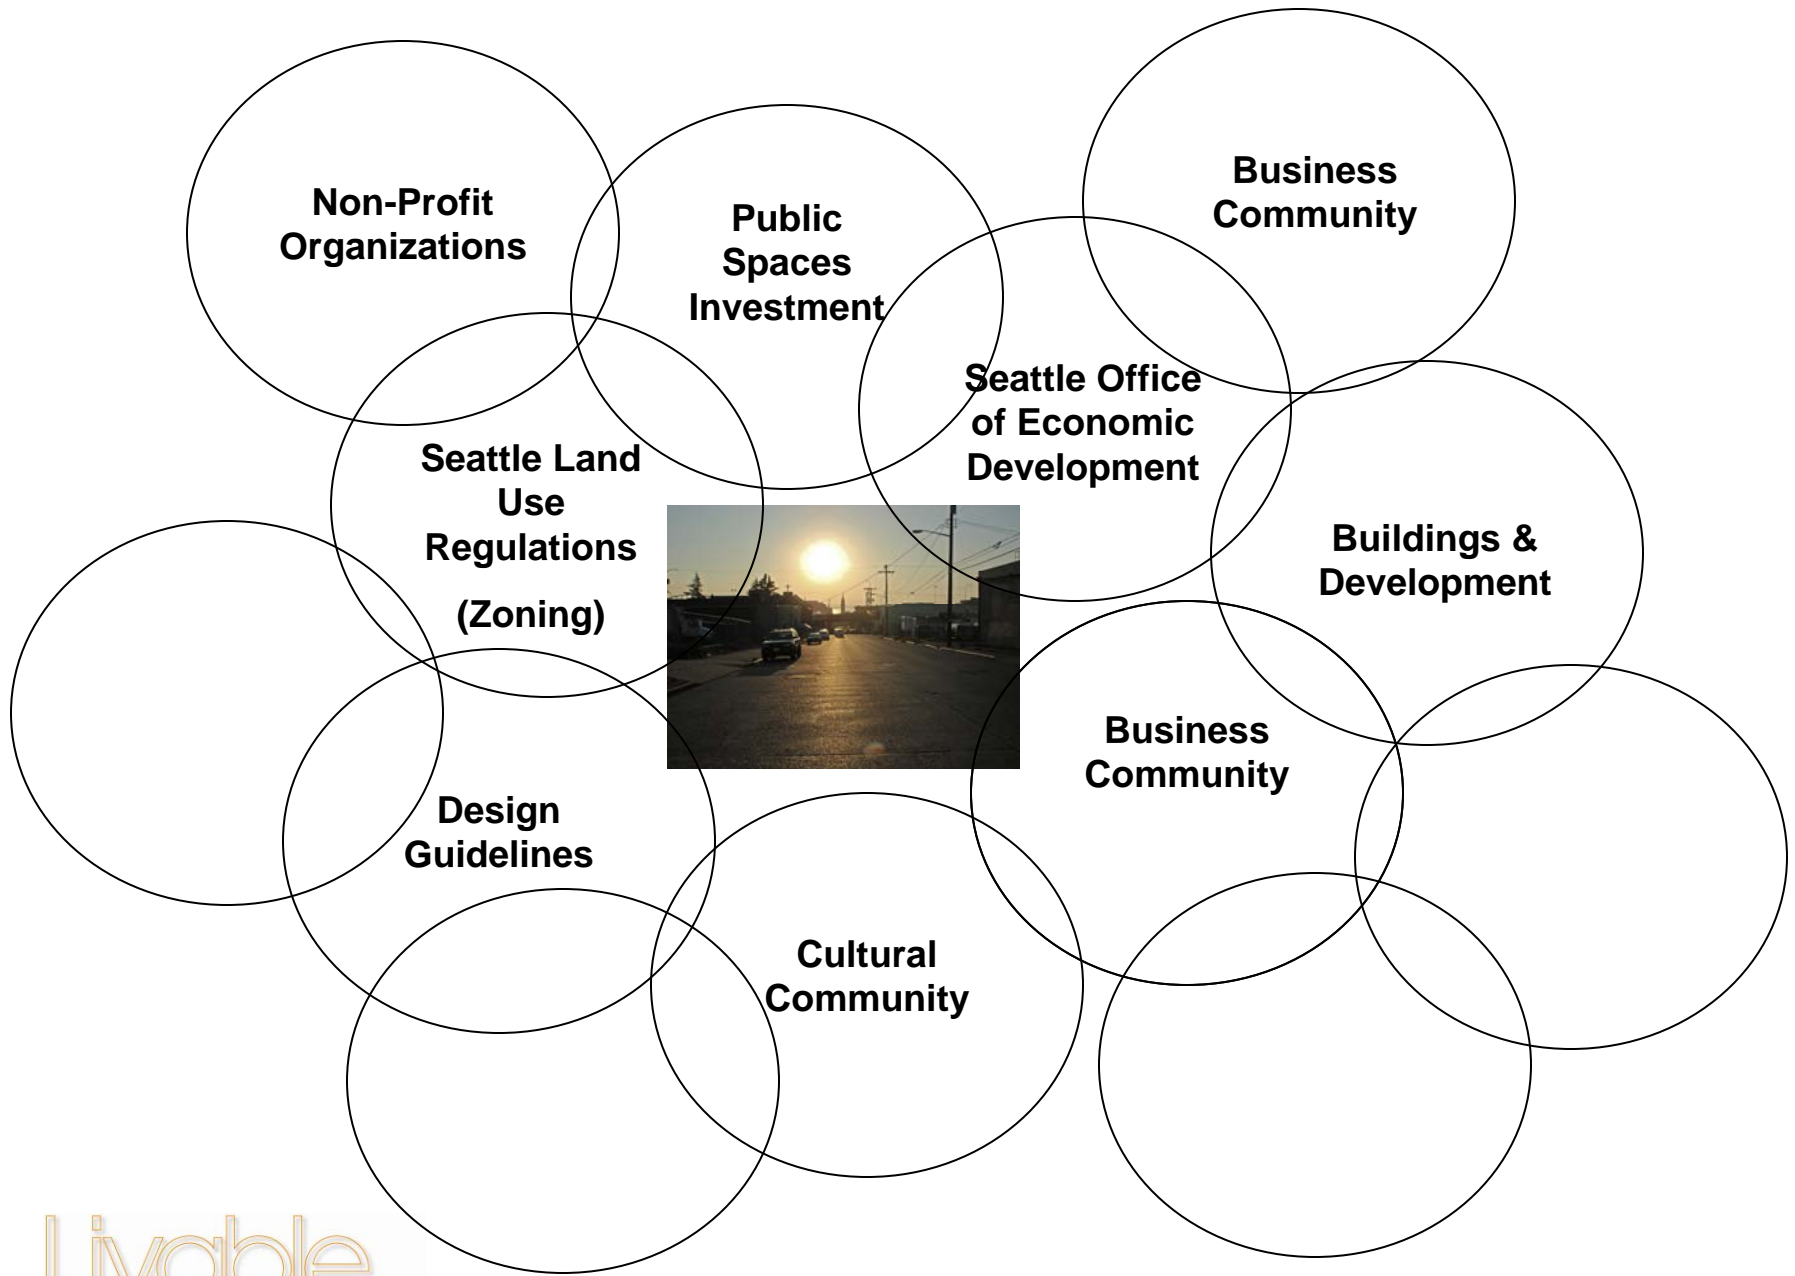 Non-Profit
Organizations
Public
Spaces
Investment
Business
Community
Seattle Office
of Economic
Development
Seattle Land
Use
Regulations
(Zoning)
Buildings &
Development
Business
Community
Design
Guidelines
Cultural
Community
Livable